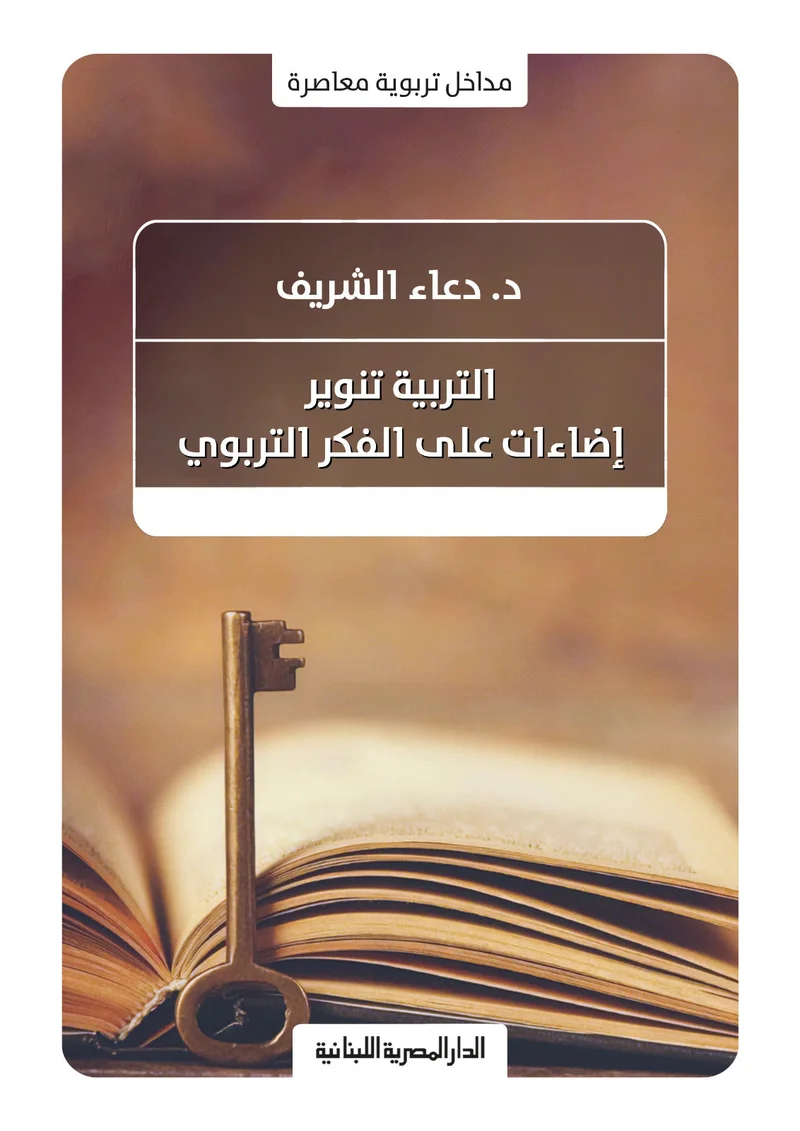 مداخل تربوية معاصرة
د. دعاء الشريف
التربية تنوير
إضاءات على الفكر التربوي
الدار المصرية اللبنانية